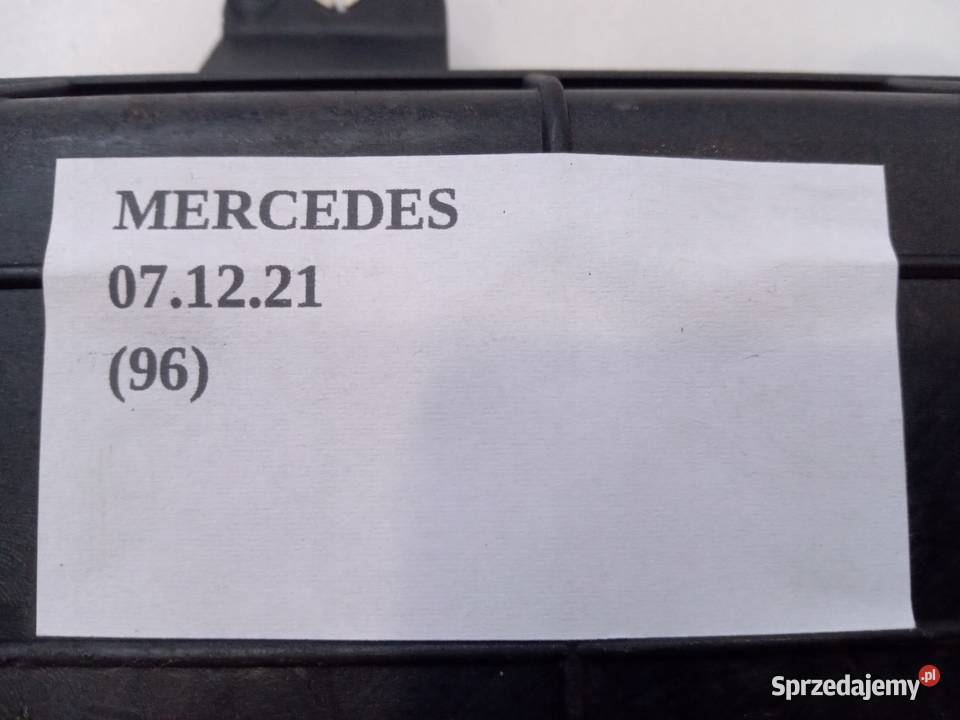 MERCEDES
07.12.21
(96)
Sprzedajemy.pl